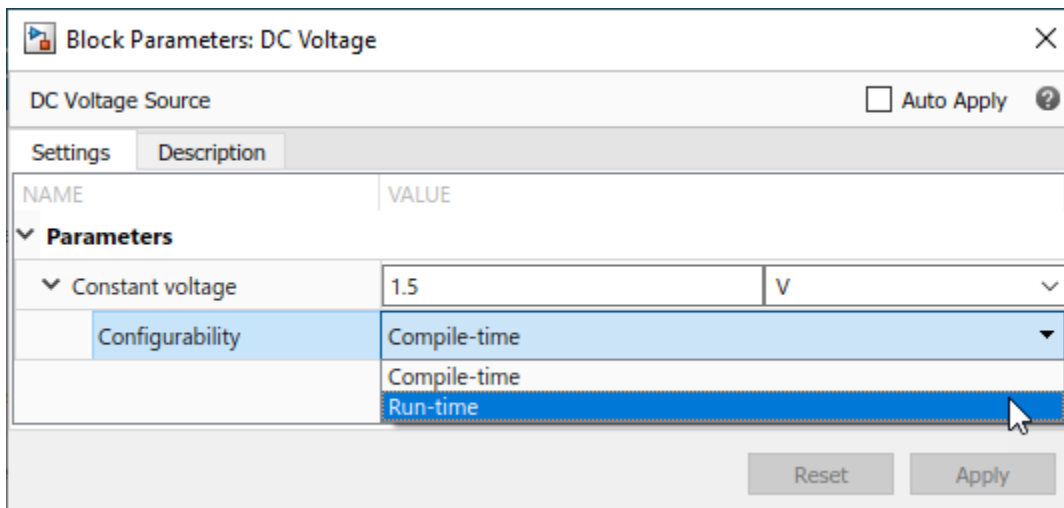 Block Parameters: DC Voltage
DC Voltage Source Auto Apply
Settings Description
NAME VALUE
Parameters
Constant voltage 1.5 V
Configurability Compile-time
Compile-time
Run-time
Reset Apply